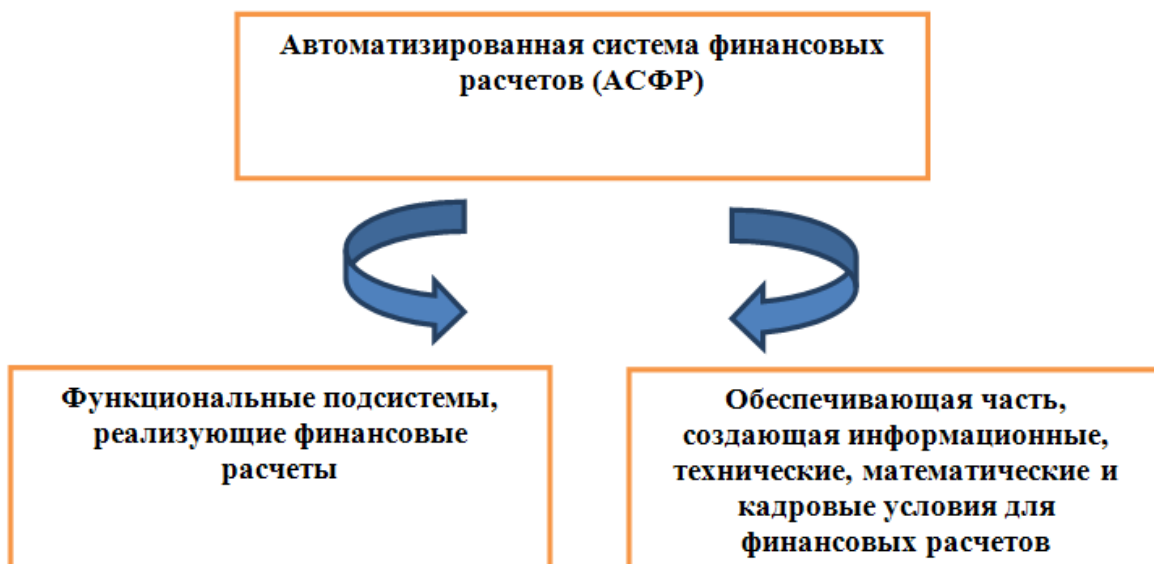 Автоматизированная система финансовых
расчетов (АСФР)
Функциональные подсистемы,
реализующие финансовые
расчеты
Обеспечивающая часть,
создающая информационные,
технические, математические и
кадровые условия для
финансовых расчетов